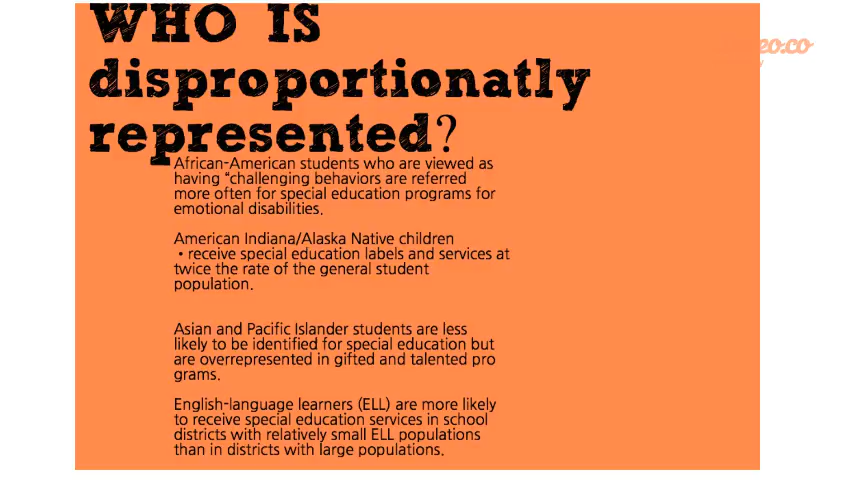 WHO IS
disproportionatly
represented?
African-American students who are viewed as
having “challenging behaviors are referred
more often for special education programs for
emotional disabilities.
American Indiana/Alaska Native children
• receive special education labels and services at
twice the rate of the general student
population.
Asian and Pacific Islander students are less
likely to be identified for special education but
are overrepresented in gifted and talented pro
grams.
English-language learners (ELL) are more likely
to receive special education services in school
districts with relatively small ELL populations
than in districts with large populations.